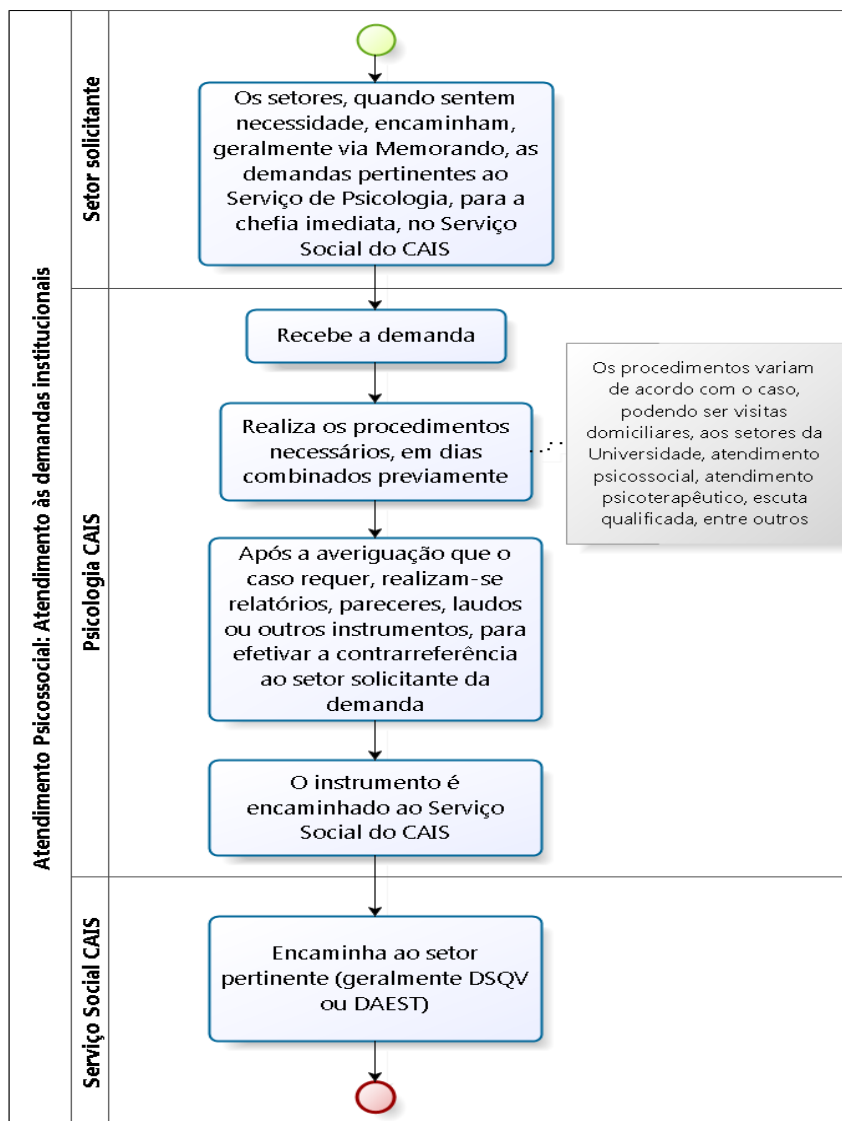 Atendimento Psicossocial: Atendimento às demandas institucionais
Setor solicitante
Os setores, quando sentem
necessidade, encaminham,
geralmente via Memorando, as
demandas pertinentes ao
Serviço de Psicologia, para a
chefia imediata, no Serviço
Social do CAIS
Psicologia CAIS
Recebe a demanda
Realiza os procedimentos
necessários, em dias
combinados previamente
Os procedimentos variam
de acordo com o caso,
podendo ser visitas
domiciliares, aos setores da
Universidade, atendimento
psicossocial, atendimento
psicoterapêutico, escuta
qualificada, entre outros
Após a averiguação que o
caso requer, realizam-se
relatórios, pareceres, laudos
ou outros instrumentos, para
efetivar a contrarreferência
ao setor solicitante da
demanda
O instrumento é
encaminhado ao Serviço
Social do CAIS
Serviço Social CAIS
Encaminha ao setor
pertinente (geralmente DSQV
ou DAEST)